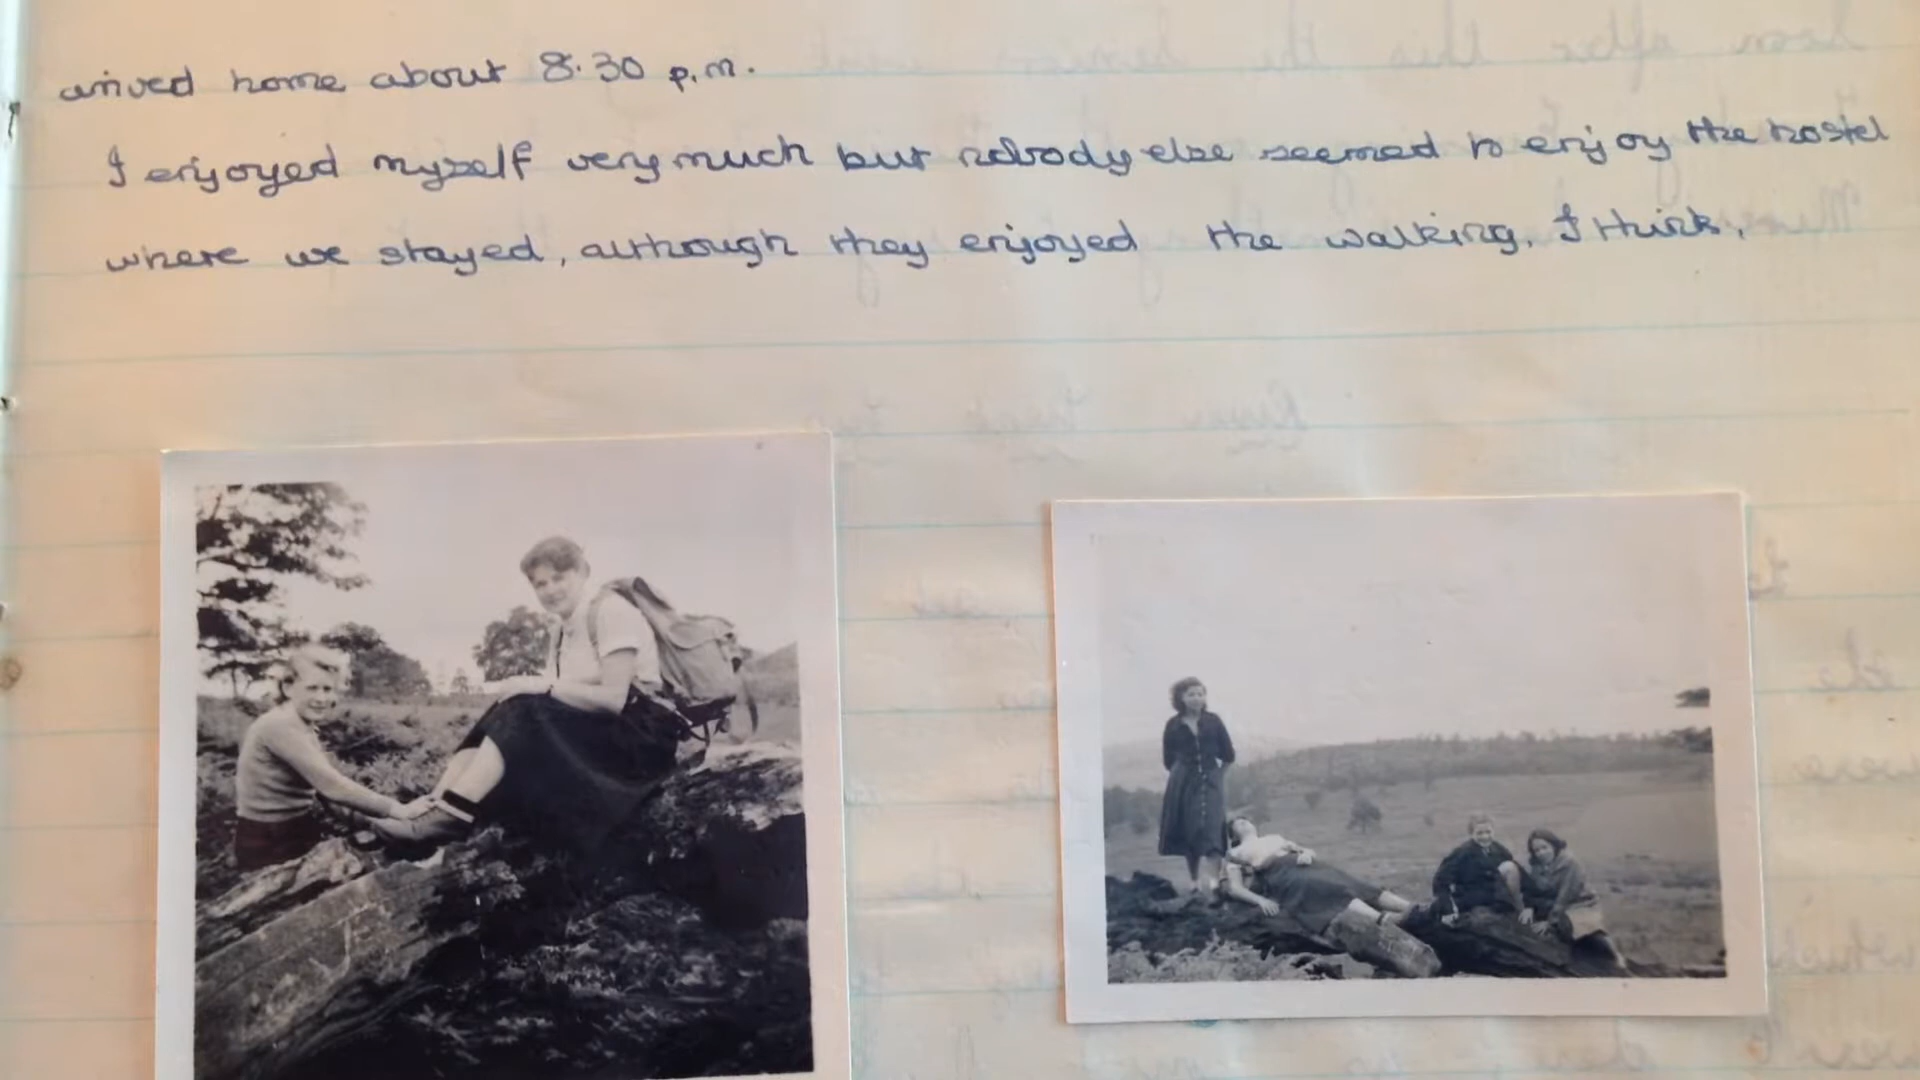 arrived home about 8.30 p.m.
I enjoyed myself very much but nobody else seemed to enjoy the hostel
where we stayed, although they enjoyed the walking, I think.